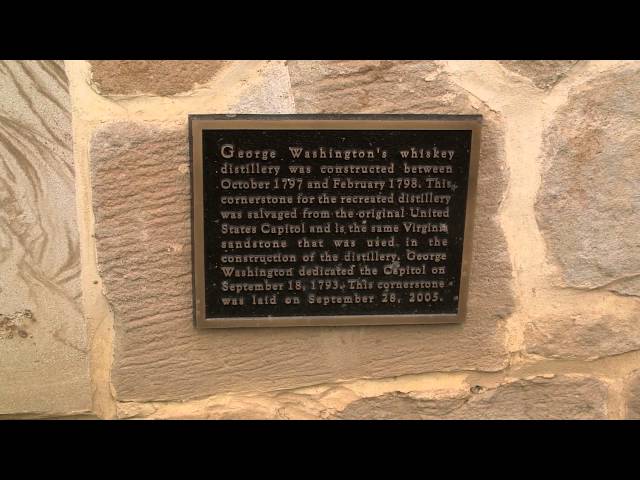 George Washington's whiskey
distillery was constructed between
October 1797 and February 1798. This
cornerstone for the recreated distillery
was salvaged from the original United
States Capitol and is the same Virginia
sandstone that was used in the
construction of the distillery. George
Washington dedicated the Capitol on
September 18, 1793. This cornerstone
was laid on September 28, 2005.